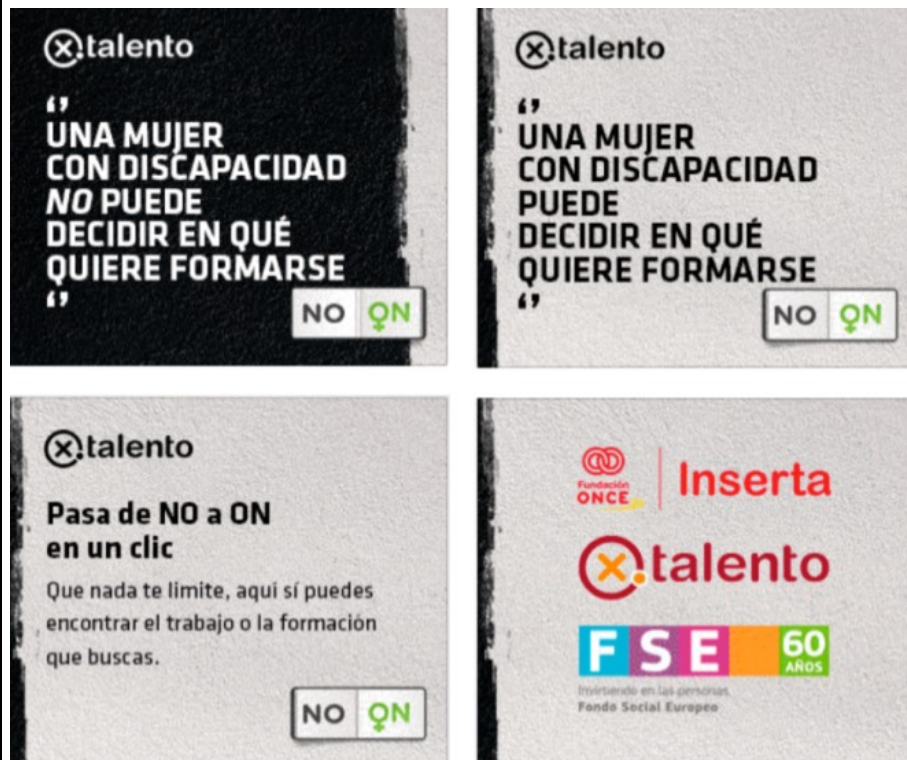 x.talento
“
UNA MUJER
CON DISCAPACIDAD
NO PUEDE
DECIDIR EN QUÉ
QUIERE FORMARSE
”
NO ON
x.talento
“
UNA MUJER
CON DISCAPACIDAD
PUEDE
DECIDIR EN QUÉ
QUIERE FORMARSE
”
NO ON
x.talento
Pasa de NO a ON
en un clic
Que nada te limite, aquí sí puedes
encontrar el trabajo o la formación
que buscas.
NO ON
Fundación
ONCE
Inserta
x.talento
FSE 60
AÑOS
Invirtiendo en las personas
Fondo Social Europeo